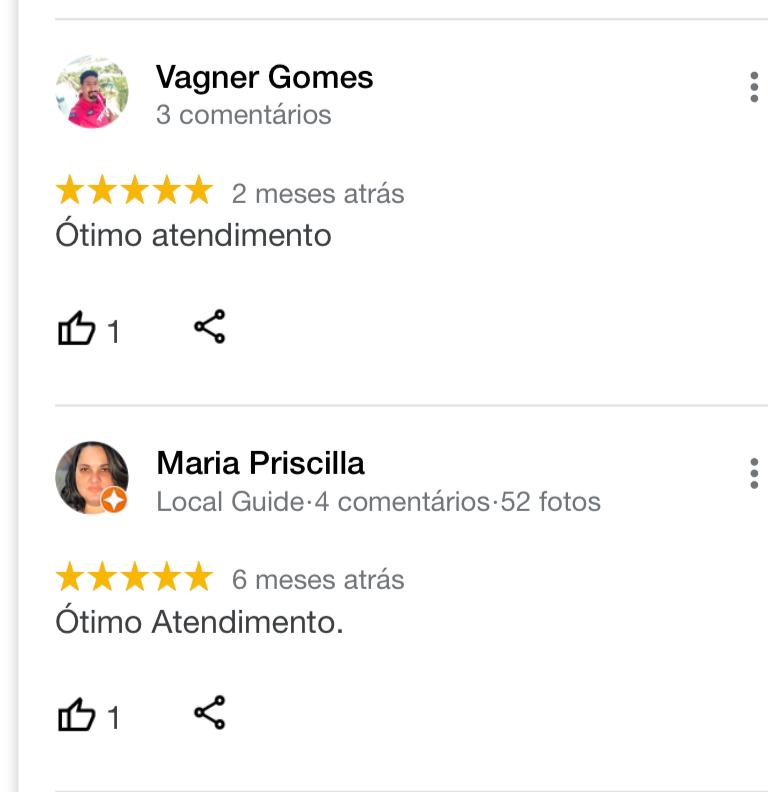 Vagner Gomes
3 comentários
2 meses atrás
Ótimo atendimento
1
Maria Priscilla
Local Guide·4 comentários·52 fotos
6 meses atrás
Ótimo Atendimento.
1